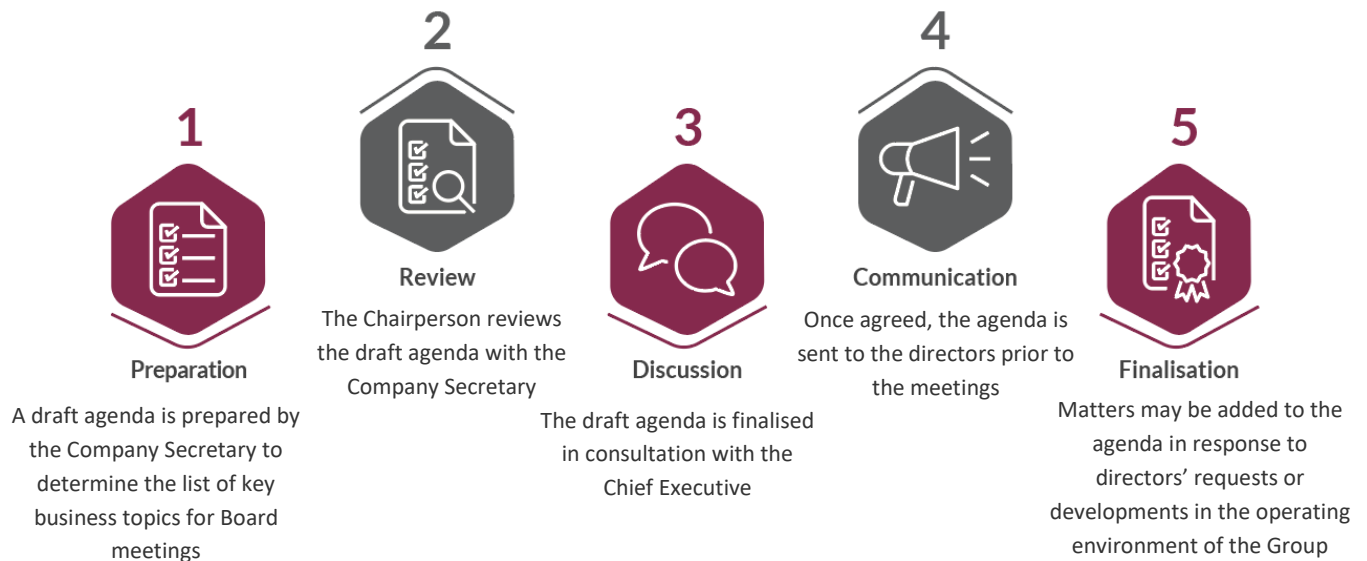 1
Preparation
A draft agenda is prepared by
the Company Secretary to
determine the list of key
business topics for Board
meetings
2
Review
The Chairperson reviews
the draft agenda with the
Company Secretary
3
Discussion
The draft agenda is finalised
in consultation with the
Chief Executive
4
Communication
Once agreed, the agenda is
sent to the directors prior to
the meetings
5
Finalisation
Matters may be added to the
agenda in response to
directors’ requests or
developments in the operating
environment of the Group